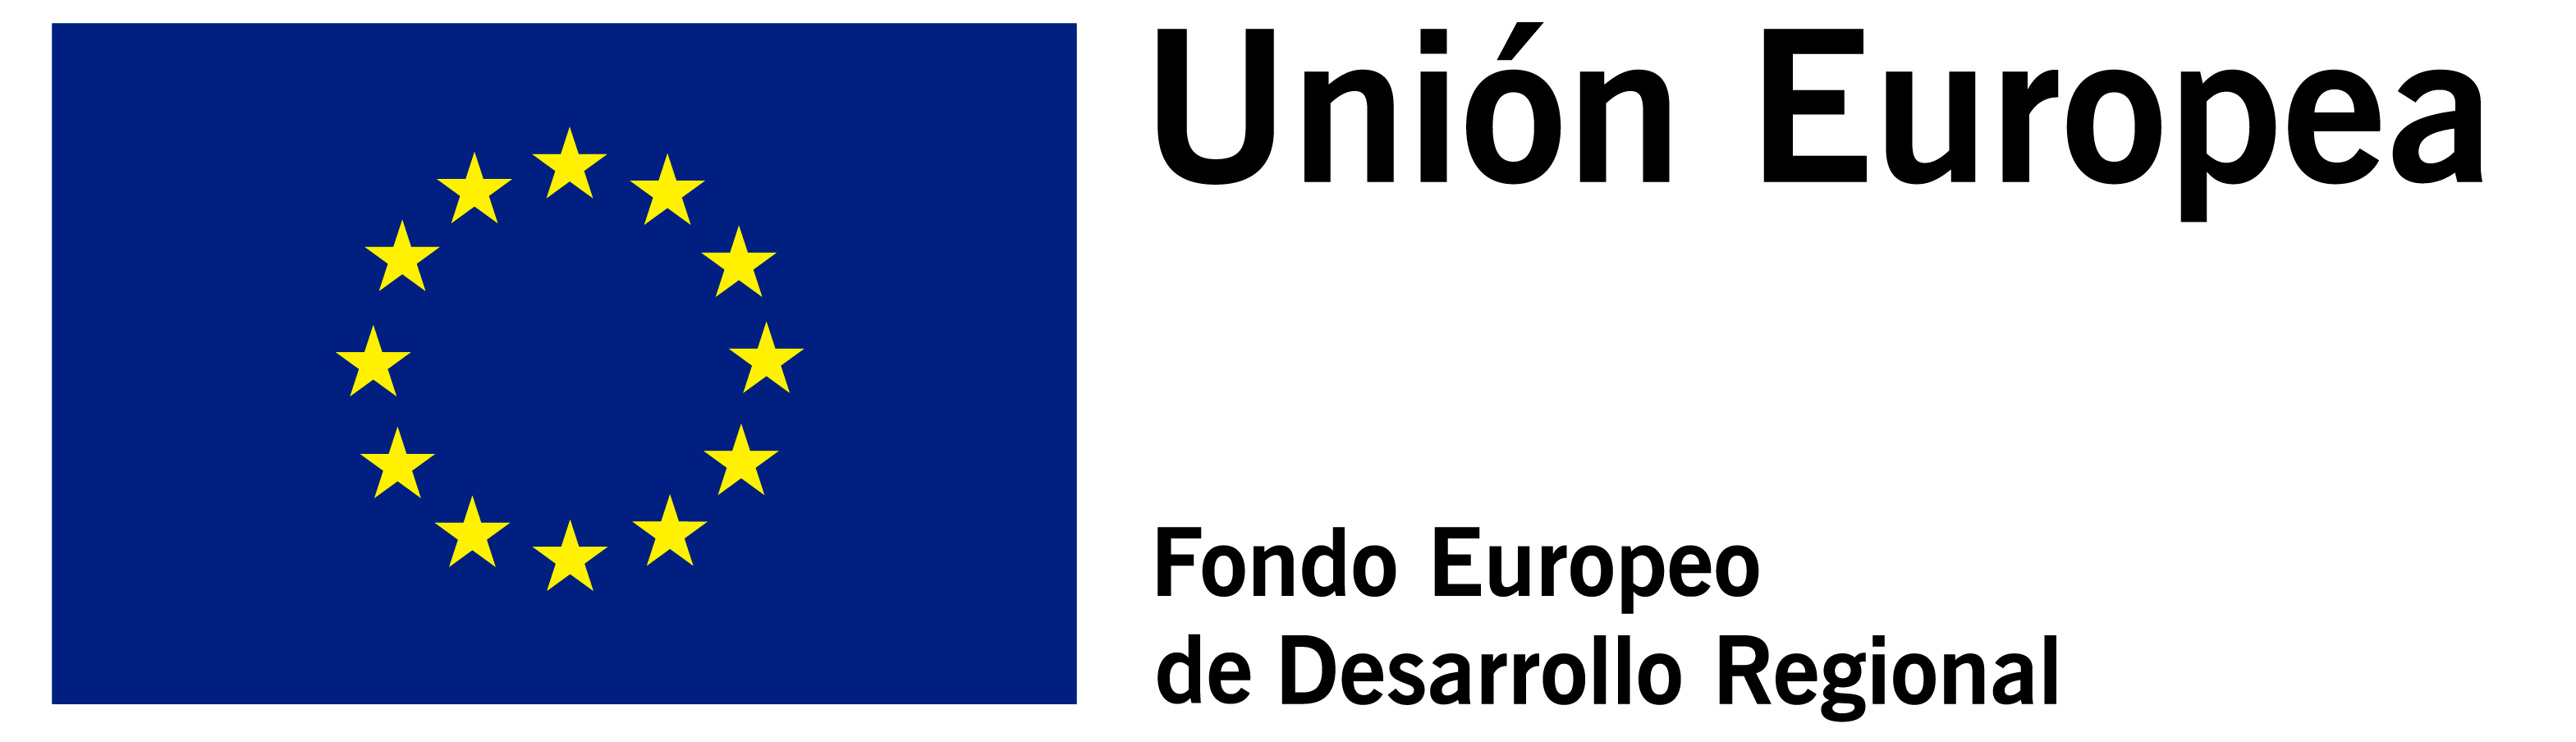 Unión Europea
Fondo Europeo
de Desarrollo Regional